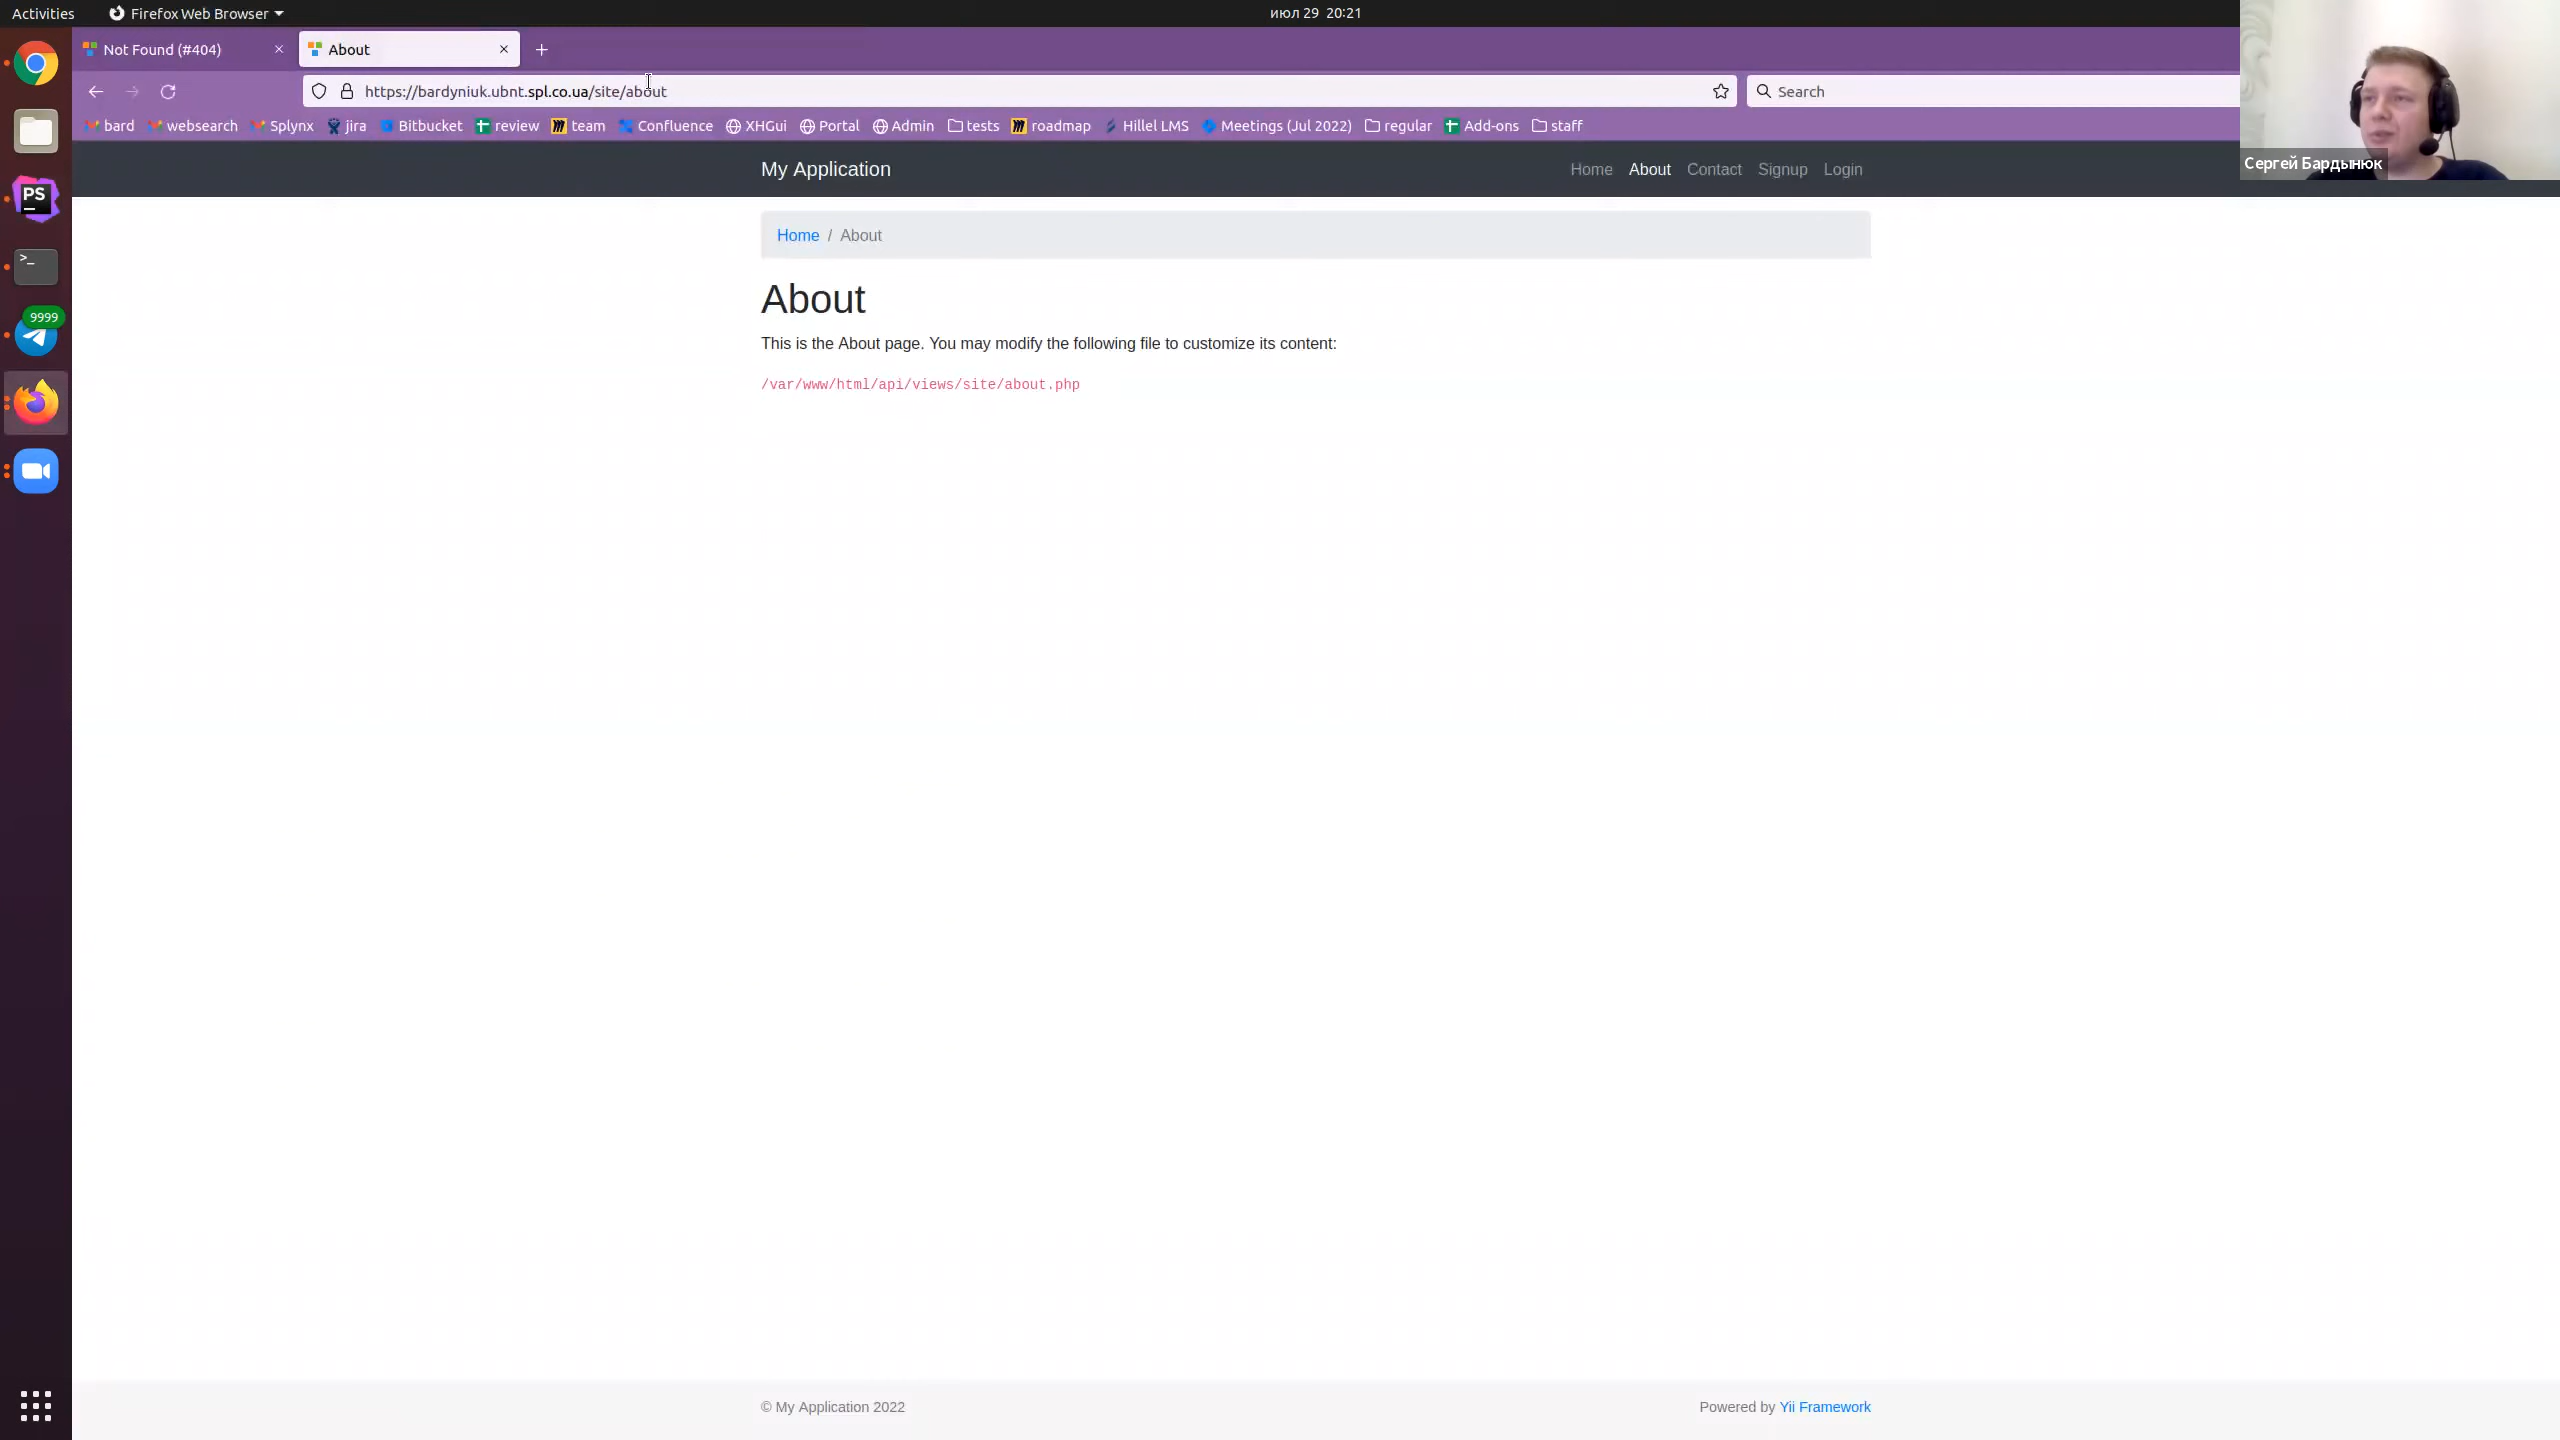 Activities Firefox Web Browser июл 29 20:21
Not Found (#404) About
https://bardyniuk.ubnt.spl.co.ua/site/about Search
bard websearch Splynx jira Bitbucket review team Confluence XHGui Portal Admin tests roadmap Hillel LMS Meetings (Jul 2022) regular Add-ons staff
Сергей Бардынюк
My Application Home About Contact Signup Login
Home / About
About
This is the About page. You may modify the following file to customize its content:
/var/www/html/api/views/site/about.php
PS
>_
9999
© My Application 2022 Powered by Yii Framework